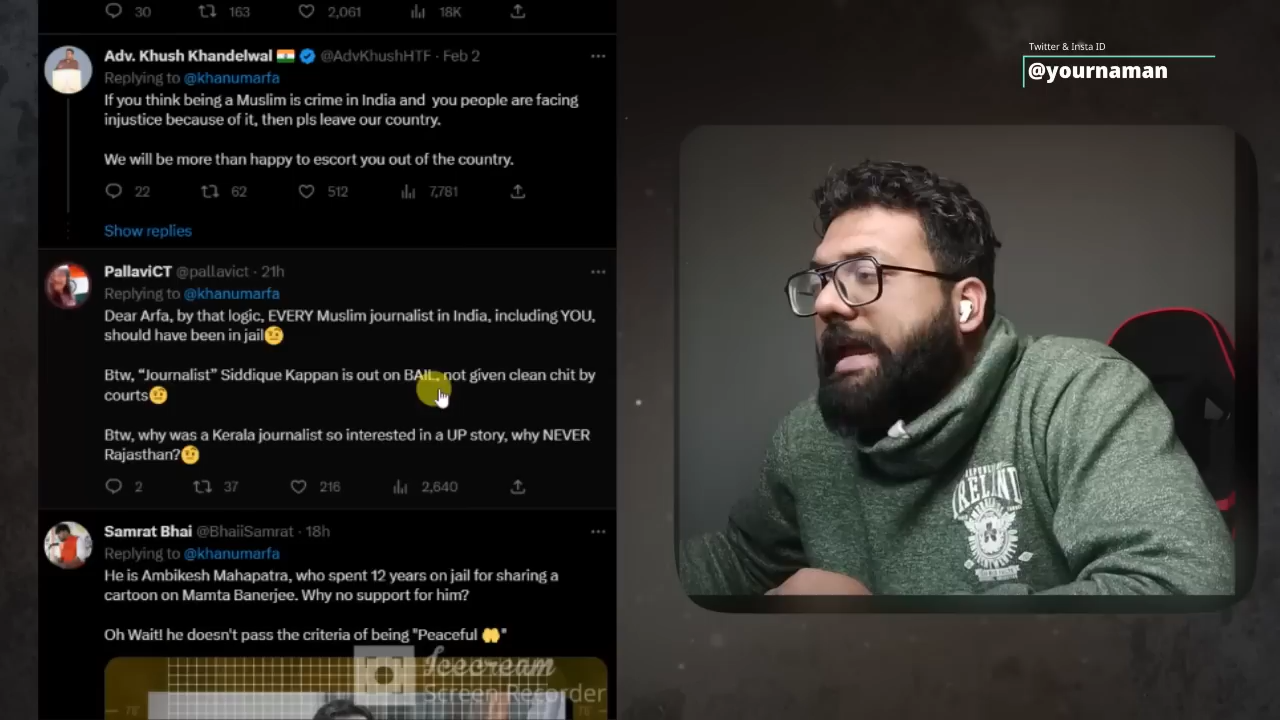 30 163 2,061 18K
Twitter & Insta ID
@yournaman
Adv. Khush Khandelwal 🇮🇳 @AdvKhushHTF · Feb 2
Replying to @khanumarfa
If you think being a Muslim is crime in India and you people are facing
injustice because of it, then pls leave our country.
We will be more than happy to escort you out of the country.
22 62 512 7,781
Show replies
PallaviCT @pallavict · 21h
Replying to @khanumarfa
Dear Arfa, by that logic, EVERY Muslim journalist in India, including YOU,
should have been in jail🤨
Btw, “Journalist” Siddique Kappan is out on BAIL, not given clean chit by
courts🤨
Btw, why was a Kerala journalist so interested in a UP story, why NEVER
Rajasthan?🤨
2 37 216 2,640
Samrat Bhai @BhaiiSamrat · 18h
Replying to @khanumarfa
He is Ambikesh Mahapatra, who spent 12 years on jail for sharing a
cartoon on Mamta Banerjee. Why no support for him?
Oh Wait! he doesn't pass the criteria of being "Peaceful 🤲"
Icecream
Screen Recorder